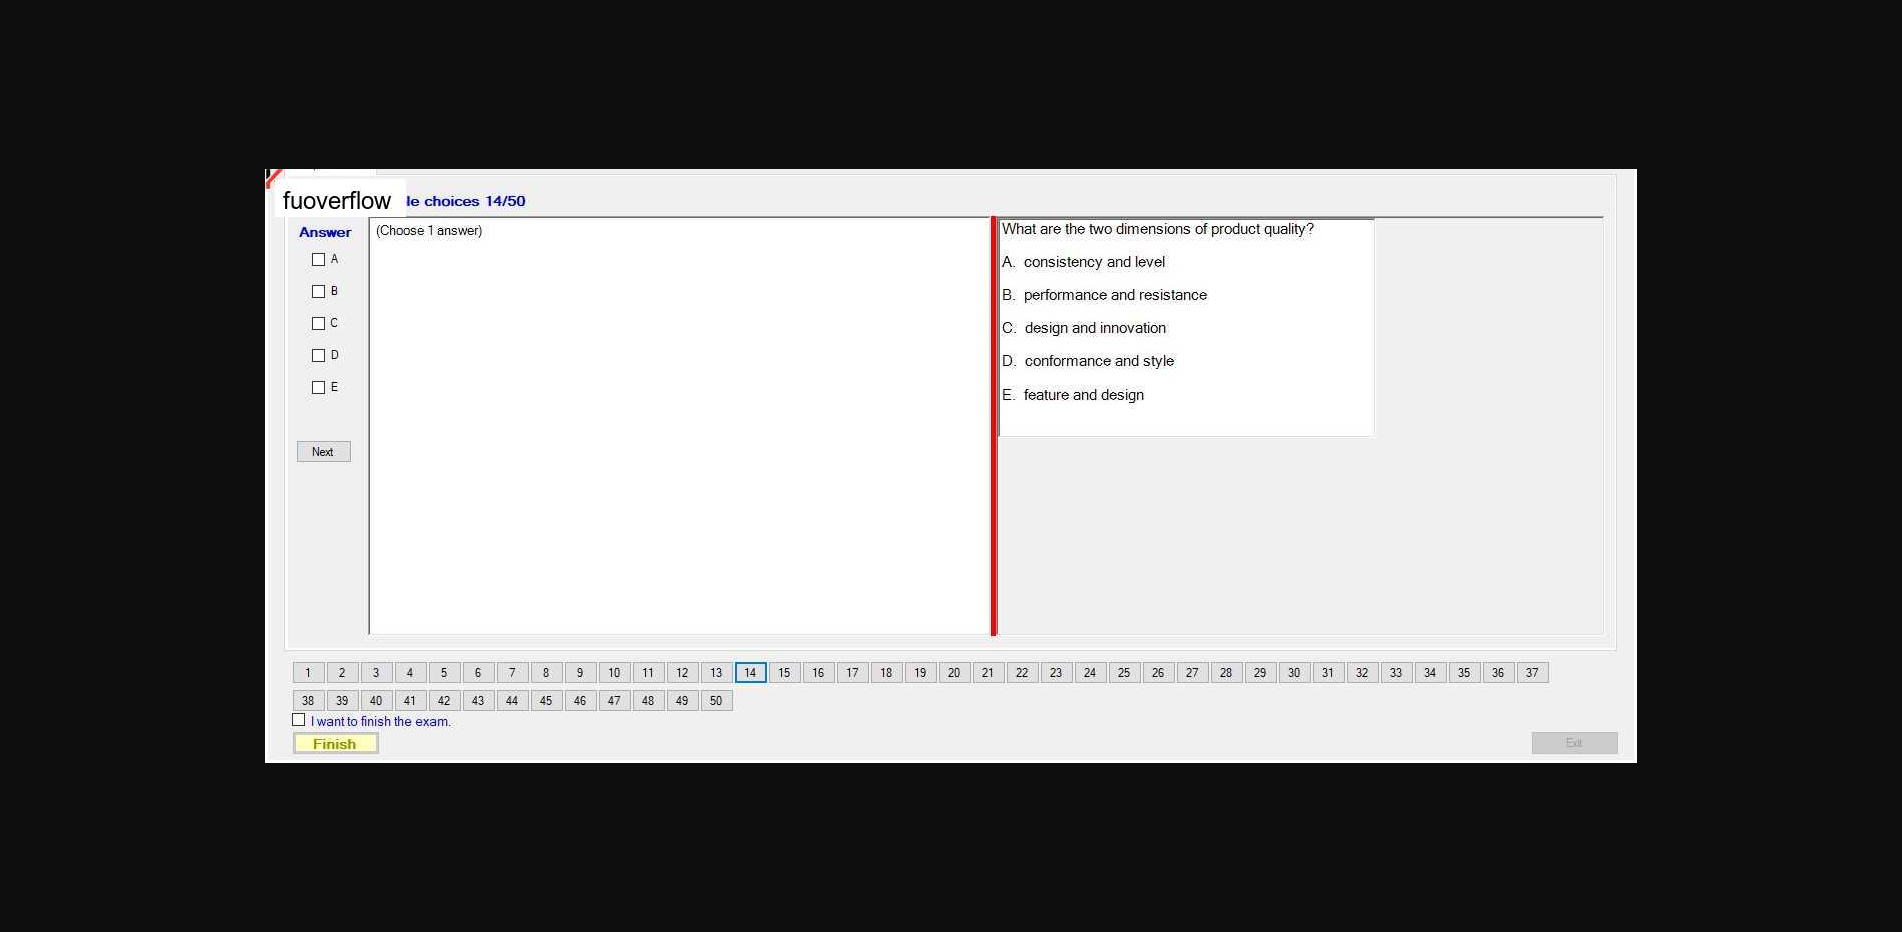 fuoverflow
le choices 14/50
Answer
(Choose 1 answer)
A
B
C
D
E
Next
What are the two dimensions of product quality?
A. consistency and level
B. performance and resistance
C. design and innovation
D. conformance and style
E. feature and design
1 2 3 4 5 6 7 8 9 10 11 12 13 14 15 16 17 18 19 20 21 22 23 24 25 26 27 28 29 30 31 32 33 34 35 36 37
38 39 40 41 42 43 44 45 46 47 48 49 50
I want to finish the exam.
Finish
Exit